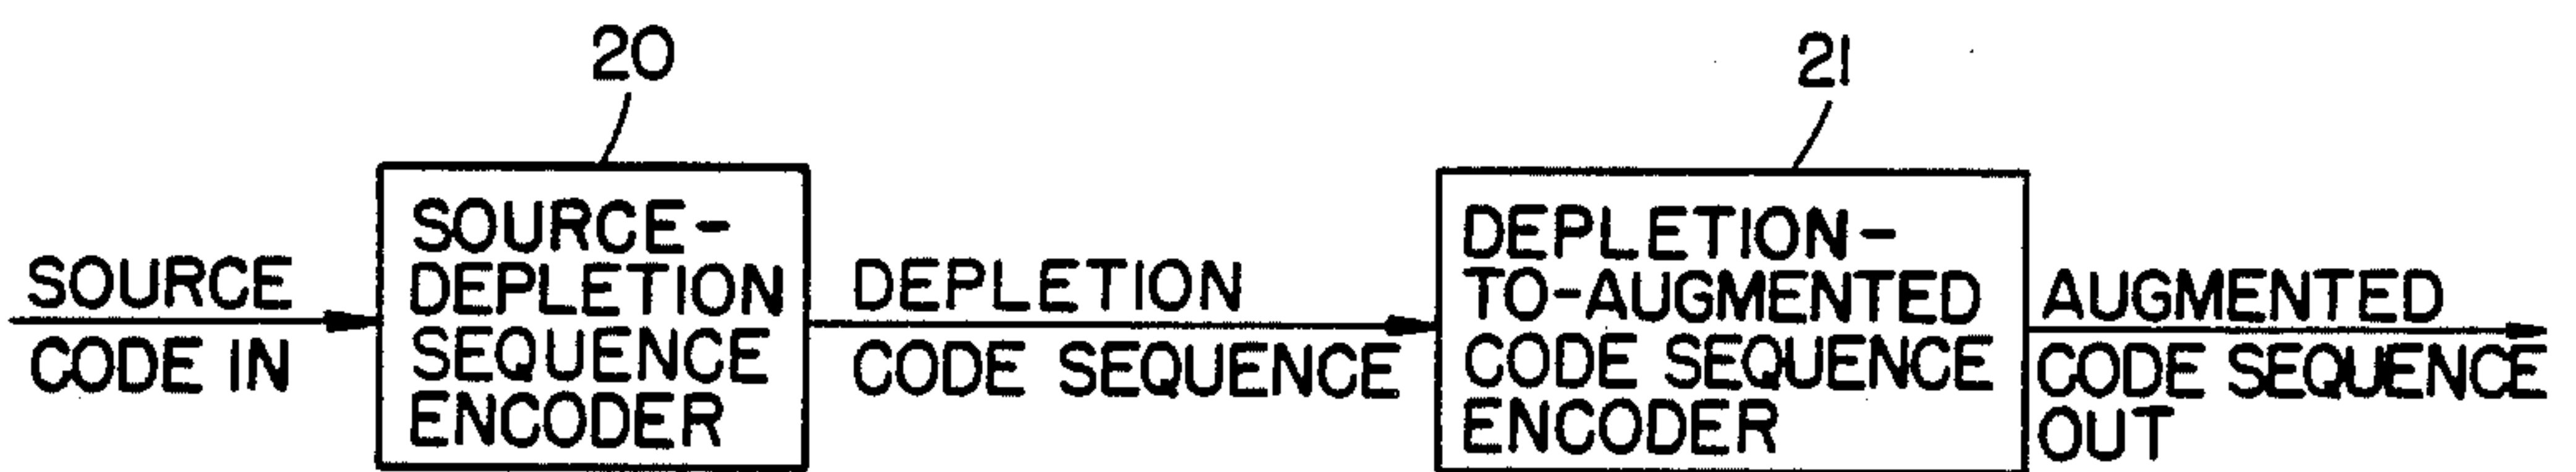 20
21
SOURCE
CODE IN
SOURCE-
DEPLETION
SEQUENCE
ENCODER
DEPLETION
CODE SEQUENCE
DEPLETION-
TO-AUGMENTED
CODE SEQUENCE
ENCODER
AUGMENTED
CODE SEQUENCE
OUT